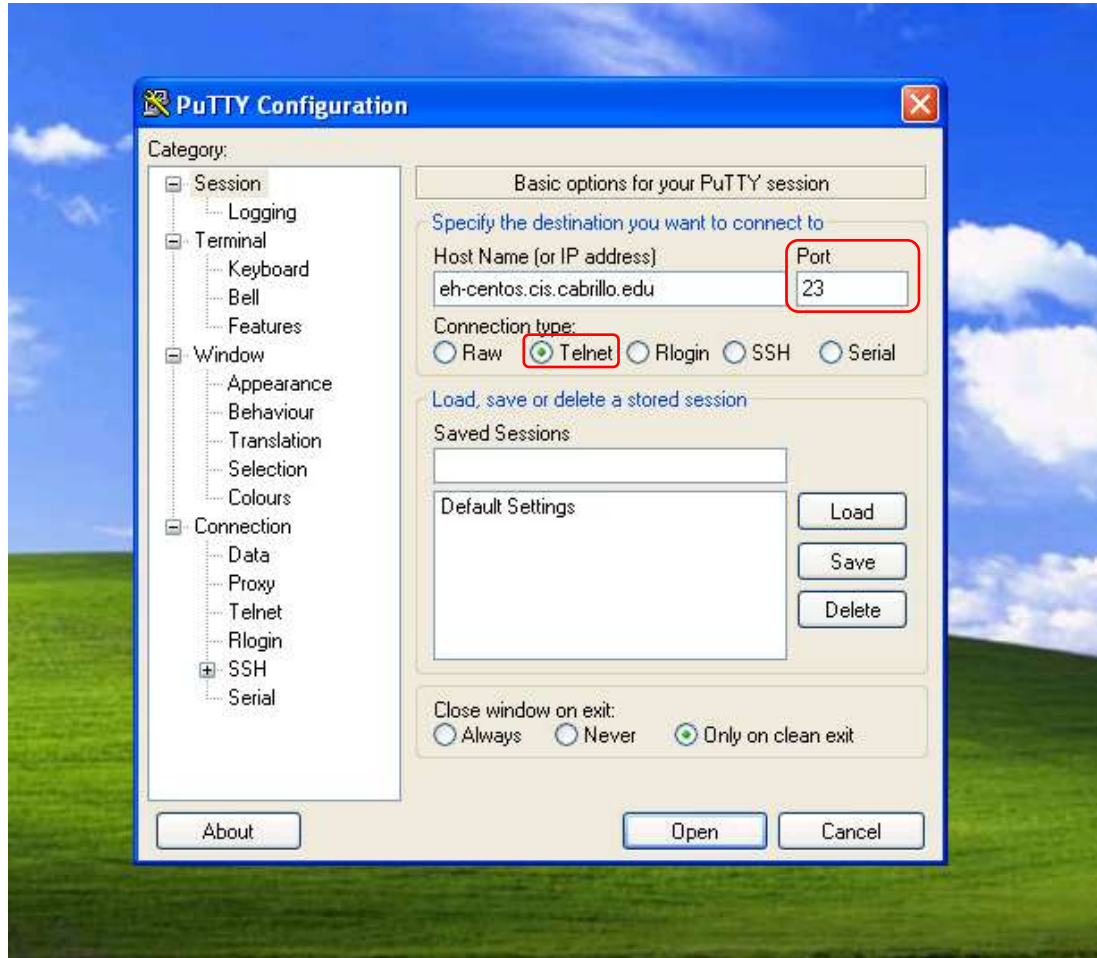 PuTTY Configuration
Category:
Session
Logging
Terminal
Keyboard
Bell
Features
Window
Appearance
Behaviour
Translation
Selection
Colours
Connection
Data
Proxy
Telnet
Rlogin
SSH
Serial
Basic options for your PuTTY session
Specify the destination you want to connect to
Host Name (or IP address) Port
eh-centos.cis.cabrillo.edu 23
Connection type:
Raw Telnet Rlogin SSH Serial
Load, save or delete a stored session
Saved Sessions
Default Settings
Load
Save
Delete
Close window on exit:
Always Never Only on clean exit
About Open Cancel